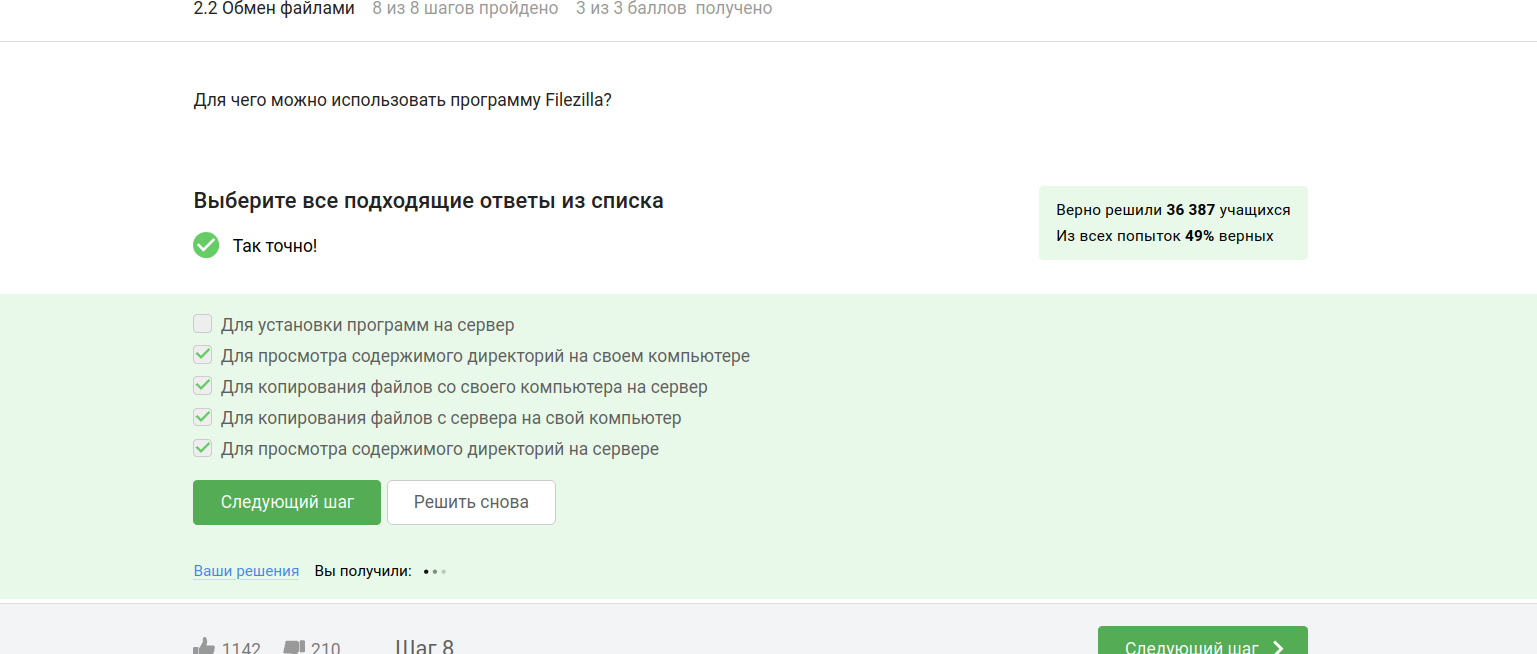 2.2 Обмен файлами 8 из 8 шагов пройдено 3 из 3 баллов получено
Для чего можно использовать программу Filezilla?
Выберите все подходящие ответы из списка
Так точно!
Верно решили 36 387 учащихся
Из всех попыток 49% верных
Для установки программ на сервер
Для просмотра содержимого директорий на своем компьютере
Для копирования файлов со своего компьютера на сервер
Для копирования файлов с сервера на свой компьютер
Для просмотра содержимого директорий на сервере
Следующий шаг Решить снова
Ваши решения Вы получили:
1142 210 Шаг 8 Следующий шаг